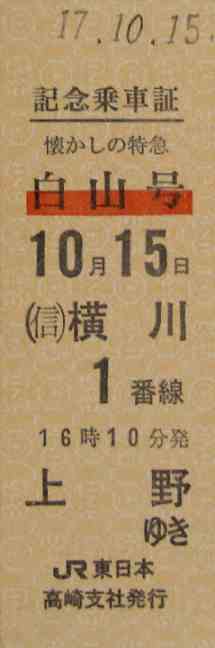 17.10.15.
記念乗車証
懐かしの特急
白山号
10月15日
㊟横川
1番線
16時10分発
上野
ゆき
JR東日本
高崎支社発行